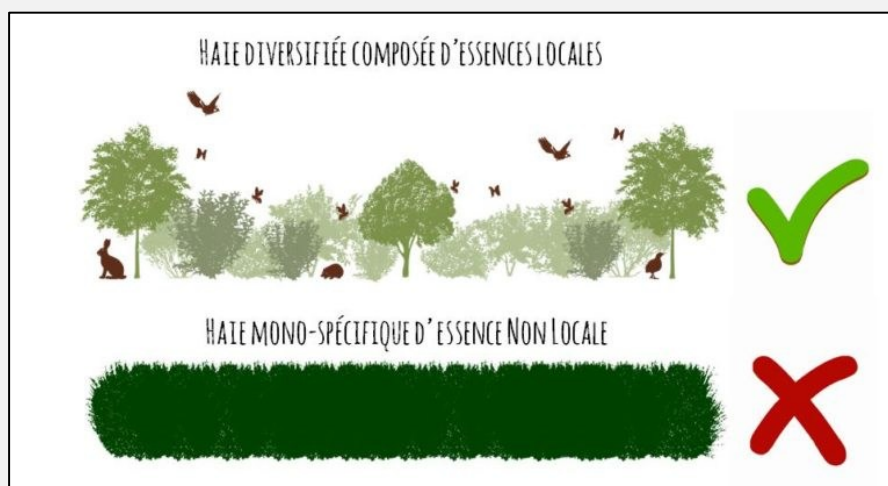 HAIE DIVERSIFIÉE COMPOSÉE D'ESSENCES LOCALES
HAIE MONO-SPÉCIFIQUE D'ESSENCE NON LOCALE